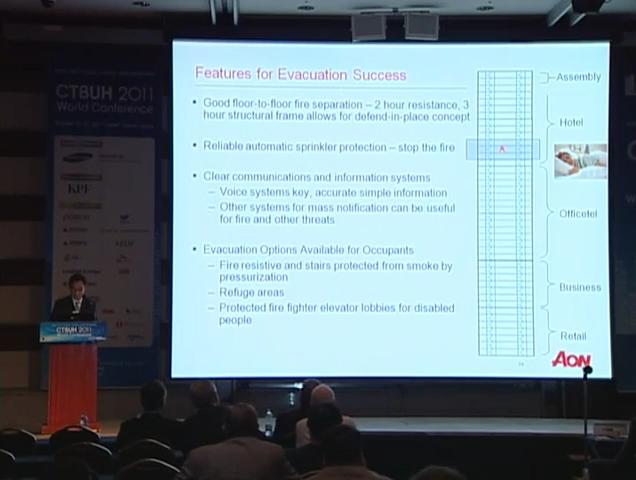 Features for Evacuation Success
CTBUH 2011
World Conference
KPF
• Good floor-to-floor fire separation – 2 hour resistance, 3
hour structural frame allows for defend-in-place concept
• Reliable automatic sprinkler protection – stop the fire
• Clear communications and information systems
– Voice systems key, accurate simple information
– Other systems for mass notification can be useful
for fire and other threats
• Evacuation Options Available for Occupants
– Fire resistive and stairs protected from smoke by
pressurization
– Refuge areas
– Protected fire fighter elevator lobbies for disabled
people
Assembly
Hotel
Officetel
Business
Retail
AON
CTBUH 2011